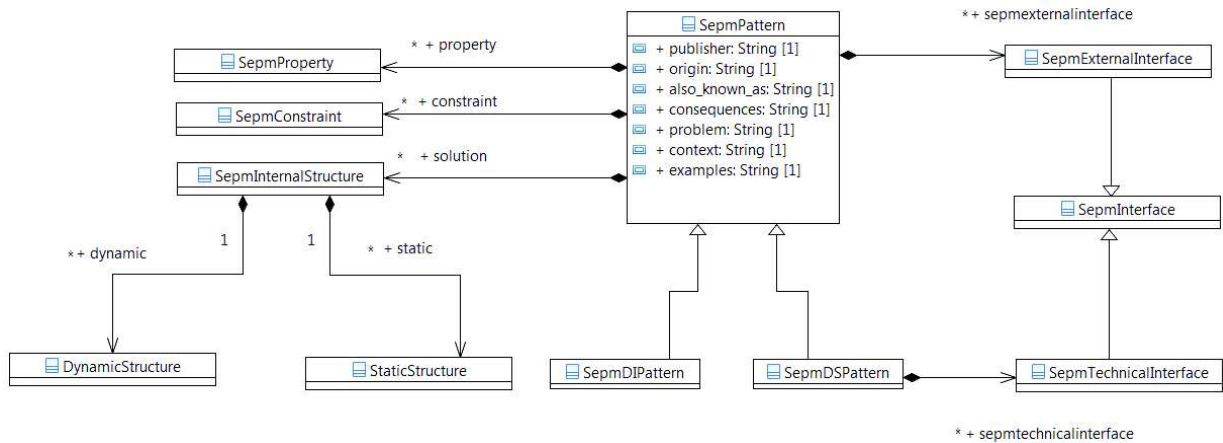 * + sepmexternalinterface
SepmPattern
+ publisher: String [1]
+ origin: String [1]
+ also_known_as: String [1]
+ consequences: String [1]
+ problem: String [1]
+ context: String [1]
+ examples: String [1]
* + property
SepmProperty
SepmExternalInterface
* + constraint
SepmConstraint
* + solution
SepmInternalStructure
SepmInterface
1
1
* + dynamic
* + static
DynamicStructure
StaticStructure
SepmDIPattern
SepmDSPattern
SepmTechnicalInterface
* + sepmtechnicalinterface